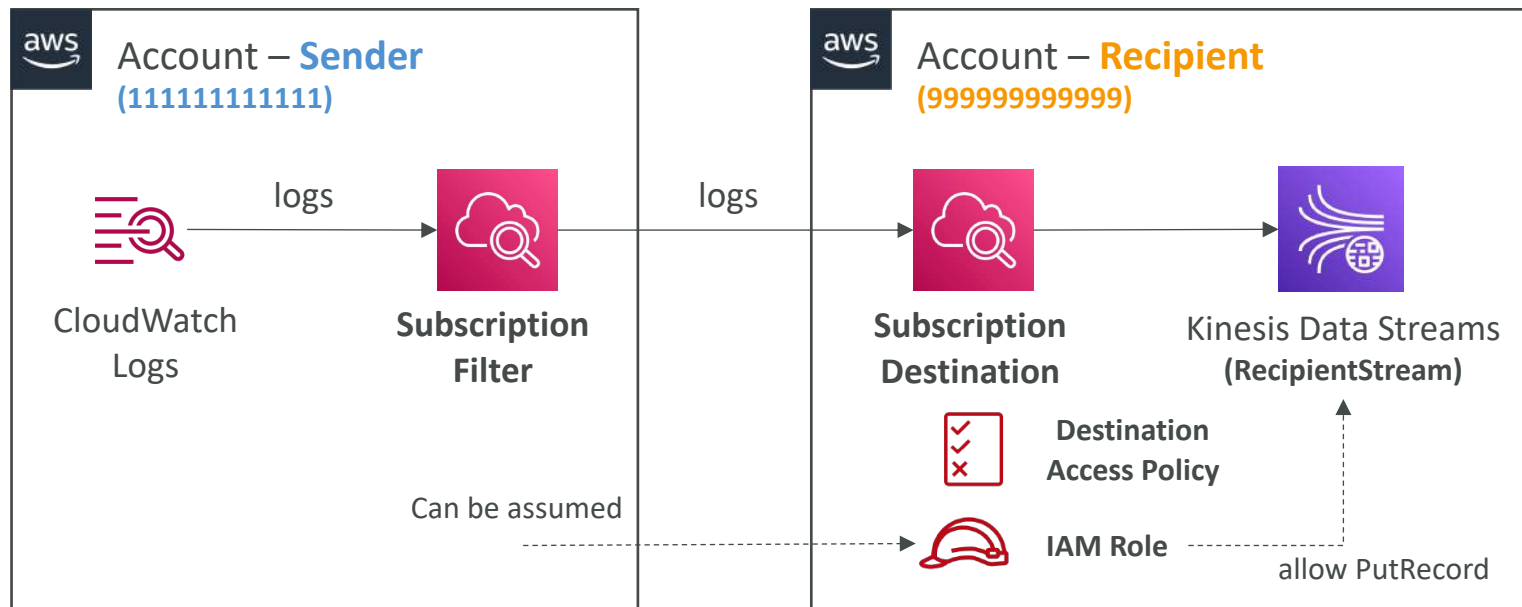 aws
Account – Sender
(111111111111)
logs
CloudWatch
Logs
Subscription
Filter
Can be assumed
logs
aws
Account – Recipient
(999999999999)
Subscription
Destination
Kinesis Data Streams
(RecipientStream)
Destination
Access Policy
IAM Role
allow PutRecord